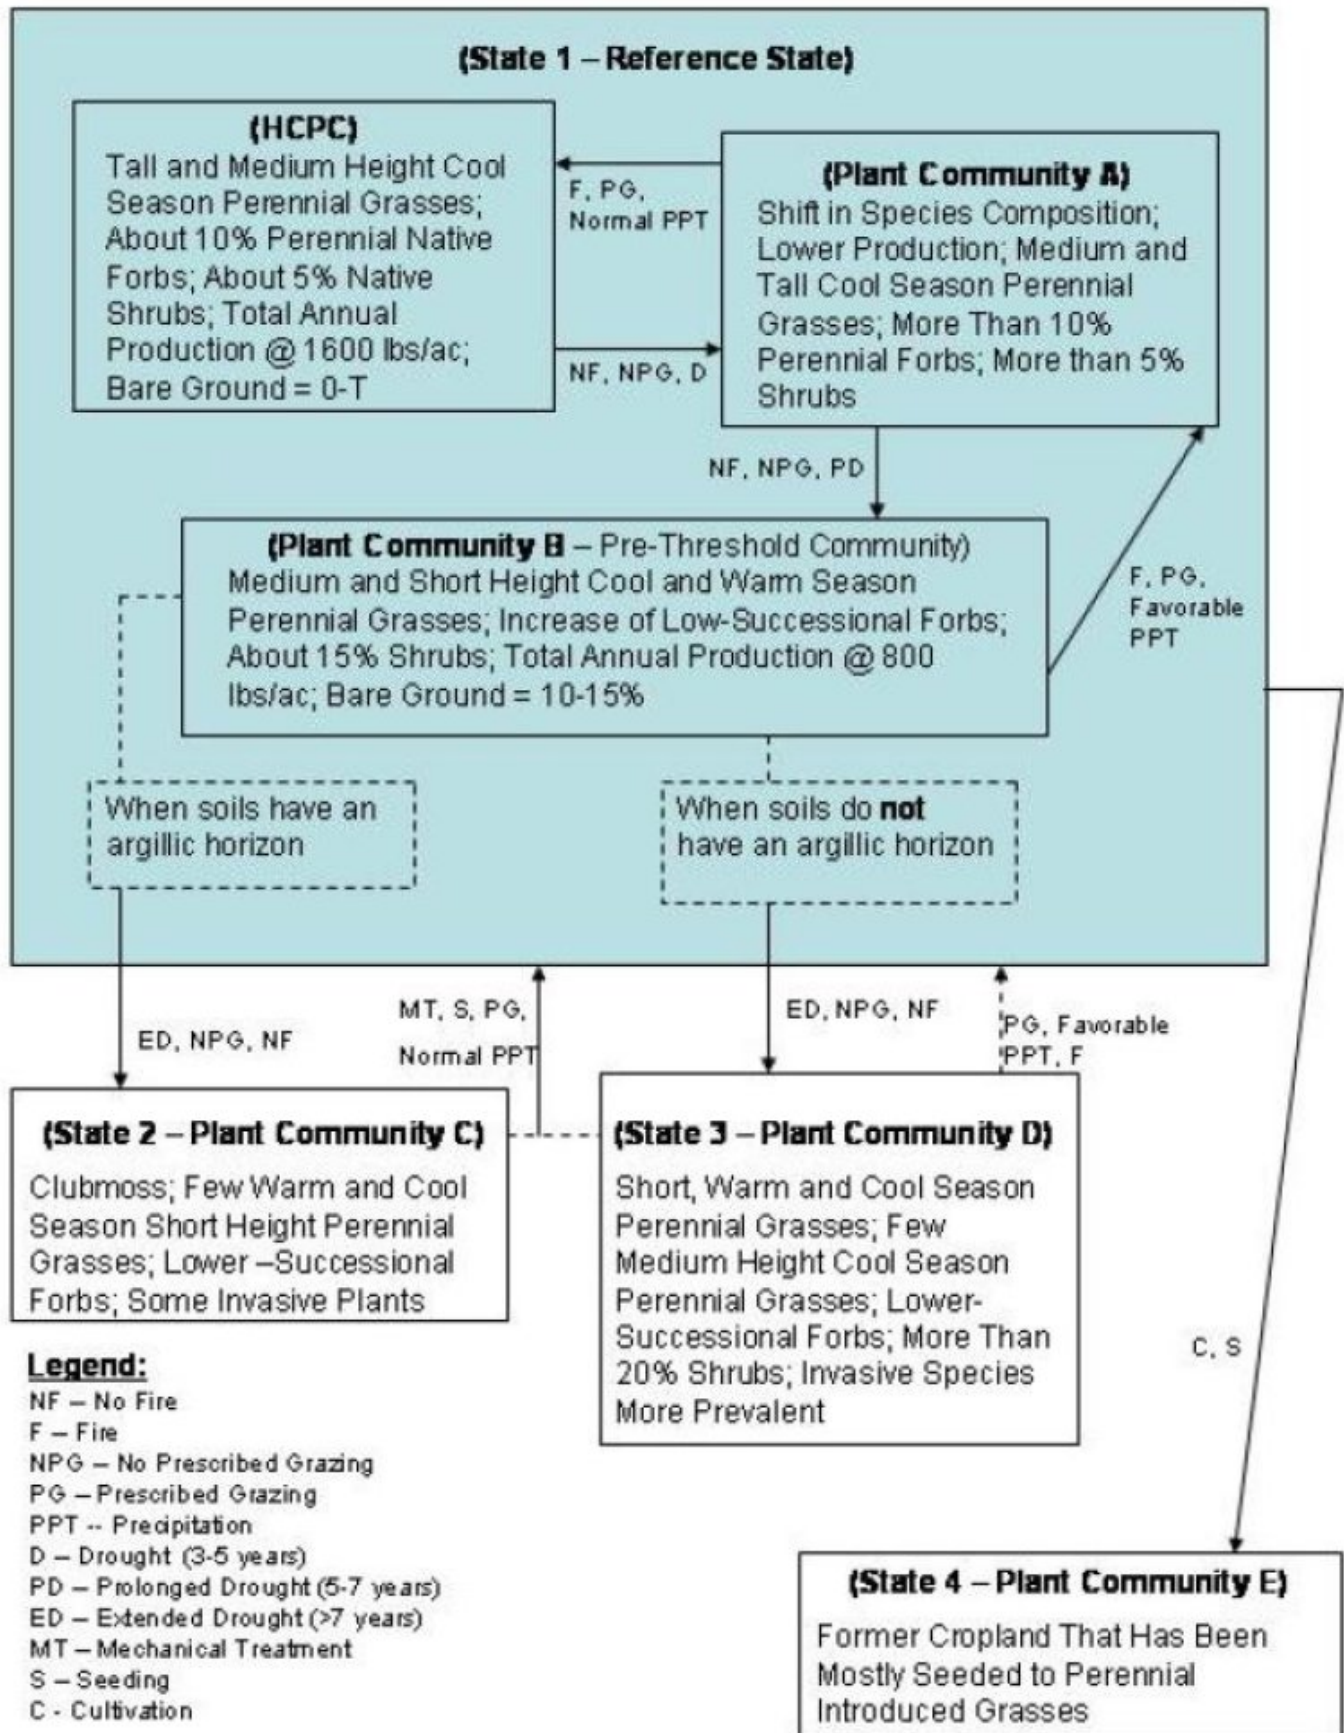 (State 1 – Reference State)
(HCPC)
Tall and Medium Height Cool
Season Perennial Grasses;
About 10% Perennial Native
Forbs; About 5% Native
Shrubs; Total Annual
Production @ 1600 lbs/ac;
Bare Ground = 0-T
F, PG,
Normal PPT
NF, NPG, D
(Plant Community A)
Shift in Species Composition;
Lower Production; Medium and
Tall Cool Season Perennial
Grasses; More Than 10%
Perennial Forbs; More than 5%
Shrubs
NF, NPG, PD
(Plant Community B – Pre-Threshold Community)
Medium and Short Height Cool and Warm Season
Perennial Grasses; Increase of Low-Successional Forbs;
About 15% Shrubs; Total Annual Production @ 800
lbs/ac; Bare Ground = 10-15%
F, PG,
Favorable
PPT
When soils have an
argillic horizon
When soils do not
have an argillic horizon
ED, NPG, NF
MT, S, PG,
Normal PPT
ED, NPG, NF
PG, Favorable
PPT, F
(State 2 – Plant Community C)
Clubmoss; Few Warm and Cool
Season Short Height Perennial
Grasses; Lower –Successional
Forbs; Some Invasive Plants
(State 3 – Plant Community D)
Short, Warm and Cool Season
Perennial Grasses; Few
Medium Height Cool Season
Perennial Grasses; Lower-
Successional Forbs; More Than
20% Shrubs; Invasive Species
More Prevalent
C, S
Legend:
NF – No Fire
F – Fire
NPG – No Prescribed Grazing
PG – Prescribed Grazing
PPT -- Precipitation
D – Drought (3-5 years)
PD – Prolonged Drought (5-7 years)
ED – Extended Drought (>7 years)
MT – Mechanical Treatment
S – Seeding
C - Cultivation
(State 4 – Plant Community E)
Former Cropland That Has Been
Mostly Seeded to Perennial
Introduced Grasses